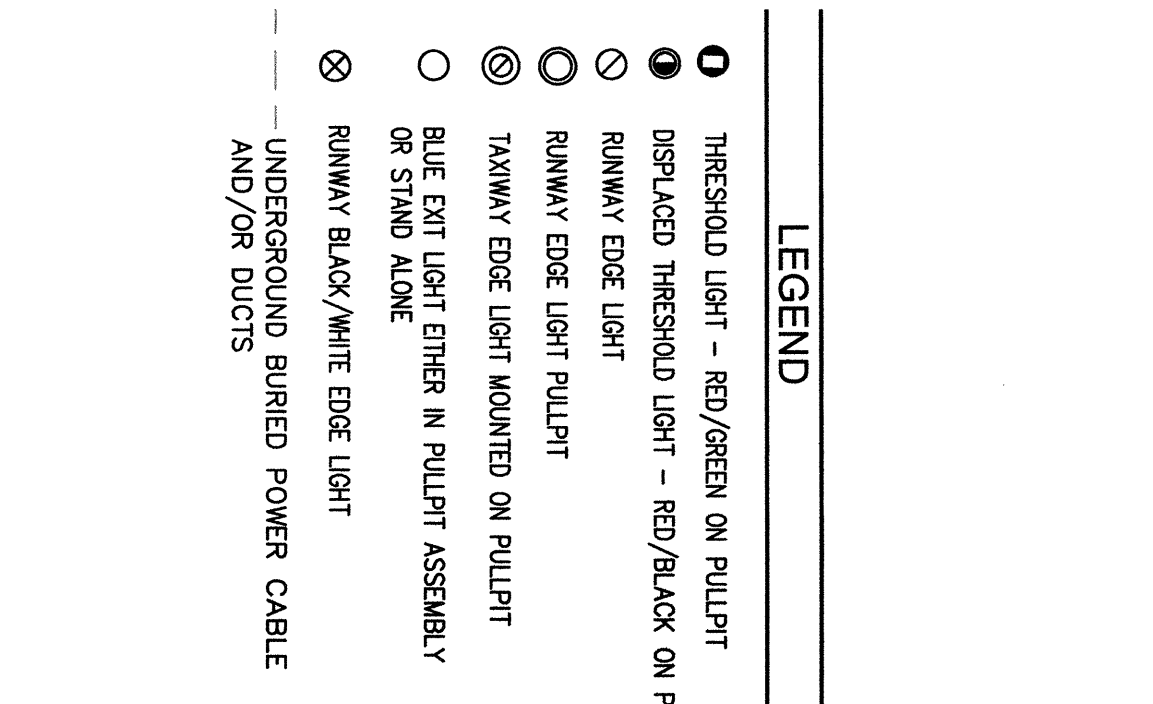 LEGEND
THRESHOLD LIGHT – RED/GREEN ON PULLPIT
DISPLACED THRESHOLD LIGHT – RED/BLACK ON P
RUNWAY EDGE LIGHT
RUNWAY EDGE LIGHT PULLPIT
TAXIWAY EDGE LIGHT MOUNTED ON PULLPIT
BLUE EXIT LIGHT EITHER IN PULLPIT ASSEMBLY
OR STAND ALONE
RUNWAY BLACK/WHITE EDGE LIGHT
UNDERGROUND BURIED POWER CABLE
AND/OR DUCTS